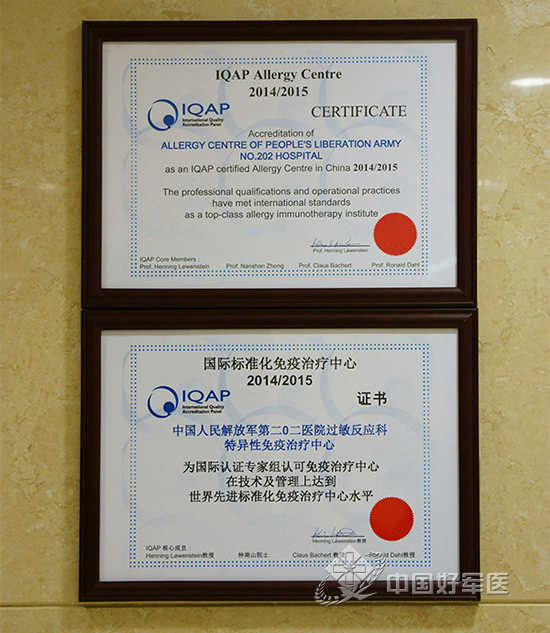 IQAP Allergy Centre
2014/2015
IQAP
International Quality
Accreditation Panel
CERTIFICATE
Accreditation of
ALLERGY CENTRE OF PEOPLE'S LIBERATION ARMY
NO.202 HOSPITAL
as an IQAP certified Allergy Centre in China 2014/2015
The professional qualifications and operational practices
have met international standards
as a top-class allergy immunotherapy institute
Prof. Henning Løwenstein
IQAP Core Members :
Prof. Henning Løwenstein Prof. Nanshan Zhong Prof. Claus Bachert Prof. Ronald Dahl
国际标准化免疫治疗中心
2014/2015
IQAP
International Quality
Accreditation Panel
证书
中国人民解放军第二0二医院过敏反应科
特异性免疫治疗中心
为国际认证专家组认可免疫治疗中心
在技术及管理上达到
世界先进标准化免疫治疗中心水平
Henning Løwenstein教授
IQAP 核心成员：
Henning Løwenstein教授 钟南山院士 Claus Bachert 教授 Ronald Dahl教授
中国好军医